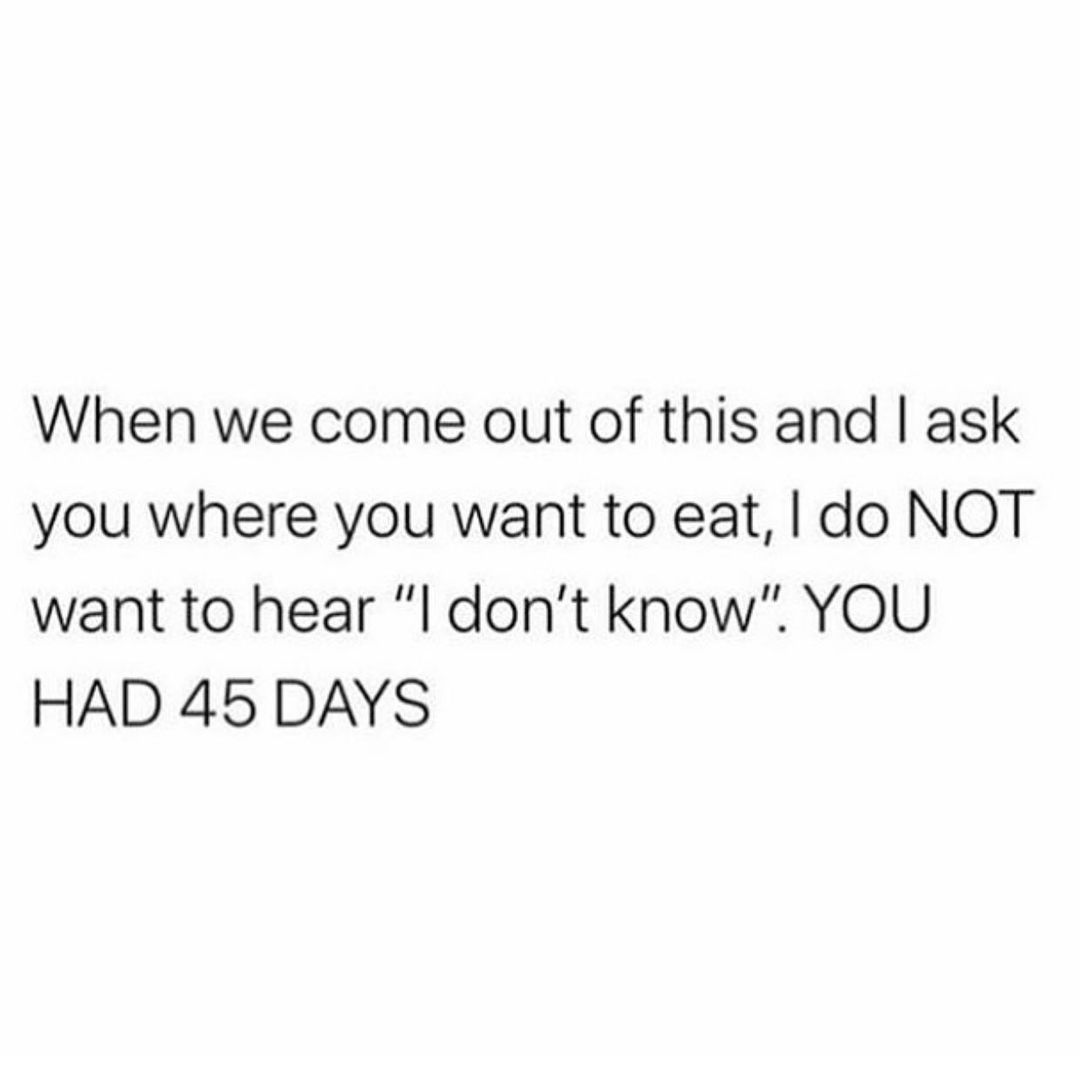 When we come out of this and I ask
you where you want to eat, I do NOT
want to hear “I don’t know”. YOU
HAD 45 DAYS